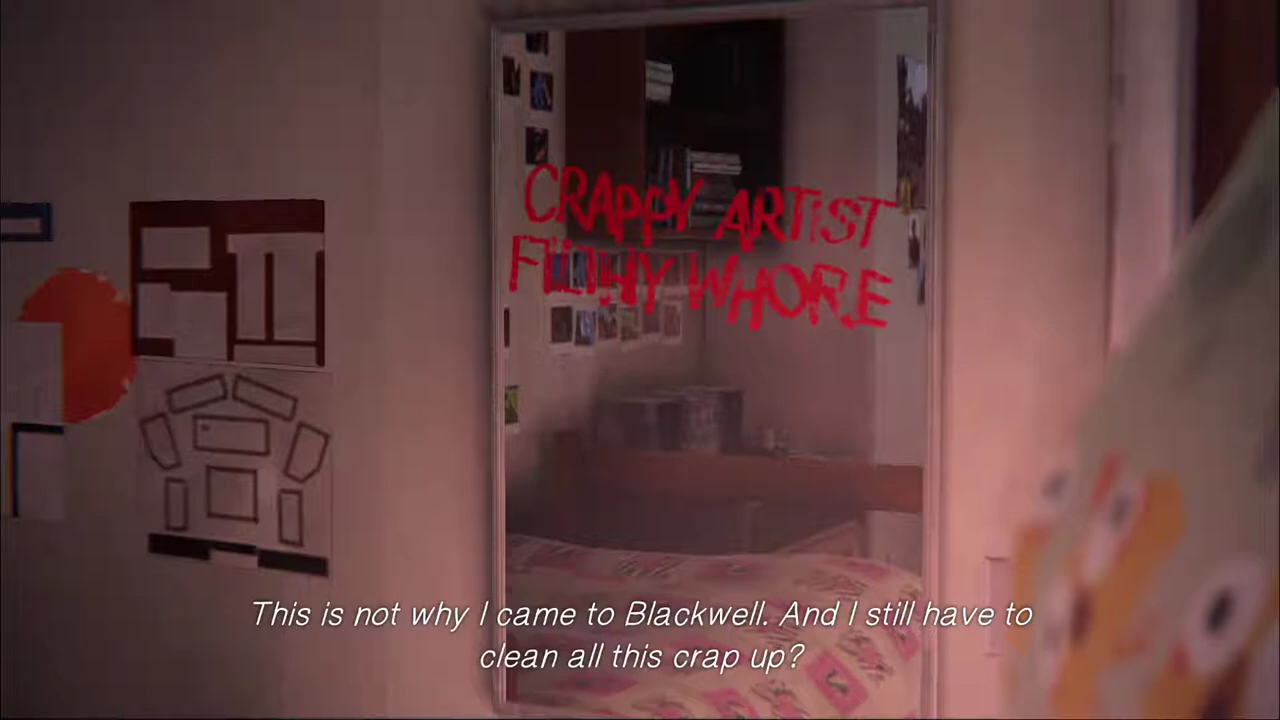 CRAPPY ARTIST
FILTHY WHORE
This is not why I came to Blackwell. And I still have to
clean all this crap up?